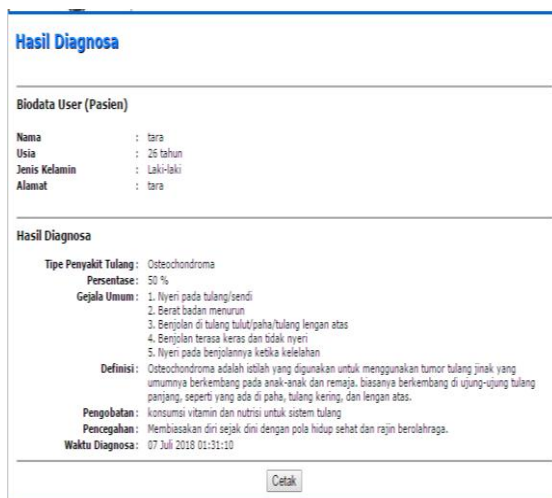 Hasil Diagnosa
Biodata User (Pasien)
Nama : tara
Usia : 26 tahun
Jenis Kelamin : Laki-laki
Alamat : tara
Hasil Diagnosa
Tipe Penyakit Tulang : Osteochondroma
Persentase : 50 %
Gejala Umum : 1. Nyeri pada tulang/sendi
2. Berat badan menurun
3. Benjolan di tulang tulut/paha/tulang lengan atas
4. Benjolan terasa keras dan tidak nyeri
5. Nyeri pada benjolannya ketika kelelahan
Definisi : Osteochondroma adalah istilah yang digunakan untuk menggunakan tumor tulang jinak yang
umumnya berkembang pada anak-anak dan remaja. biasanya berkembang di ujung-ujung tulang
panjang, seperti yang ada di paha, tulang kering, dan lengan atas.
Pengobatan : konsumsi vitamin dan nutrisi untuk sistem tulang
Pencegahan : Membiasakan diri sejak dini dengan pola hidup sehat dan rajin berolahraga.
Waktu Diagnosa : 07 Juli 2018 01:31:10
Cetak